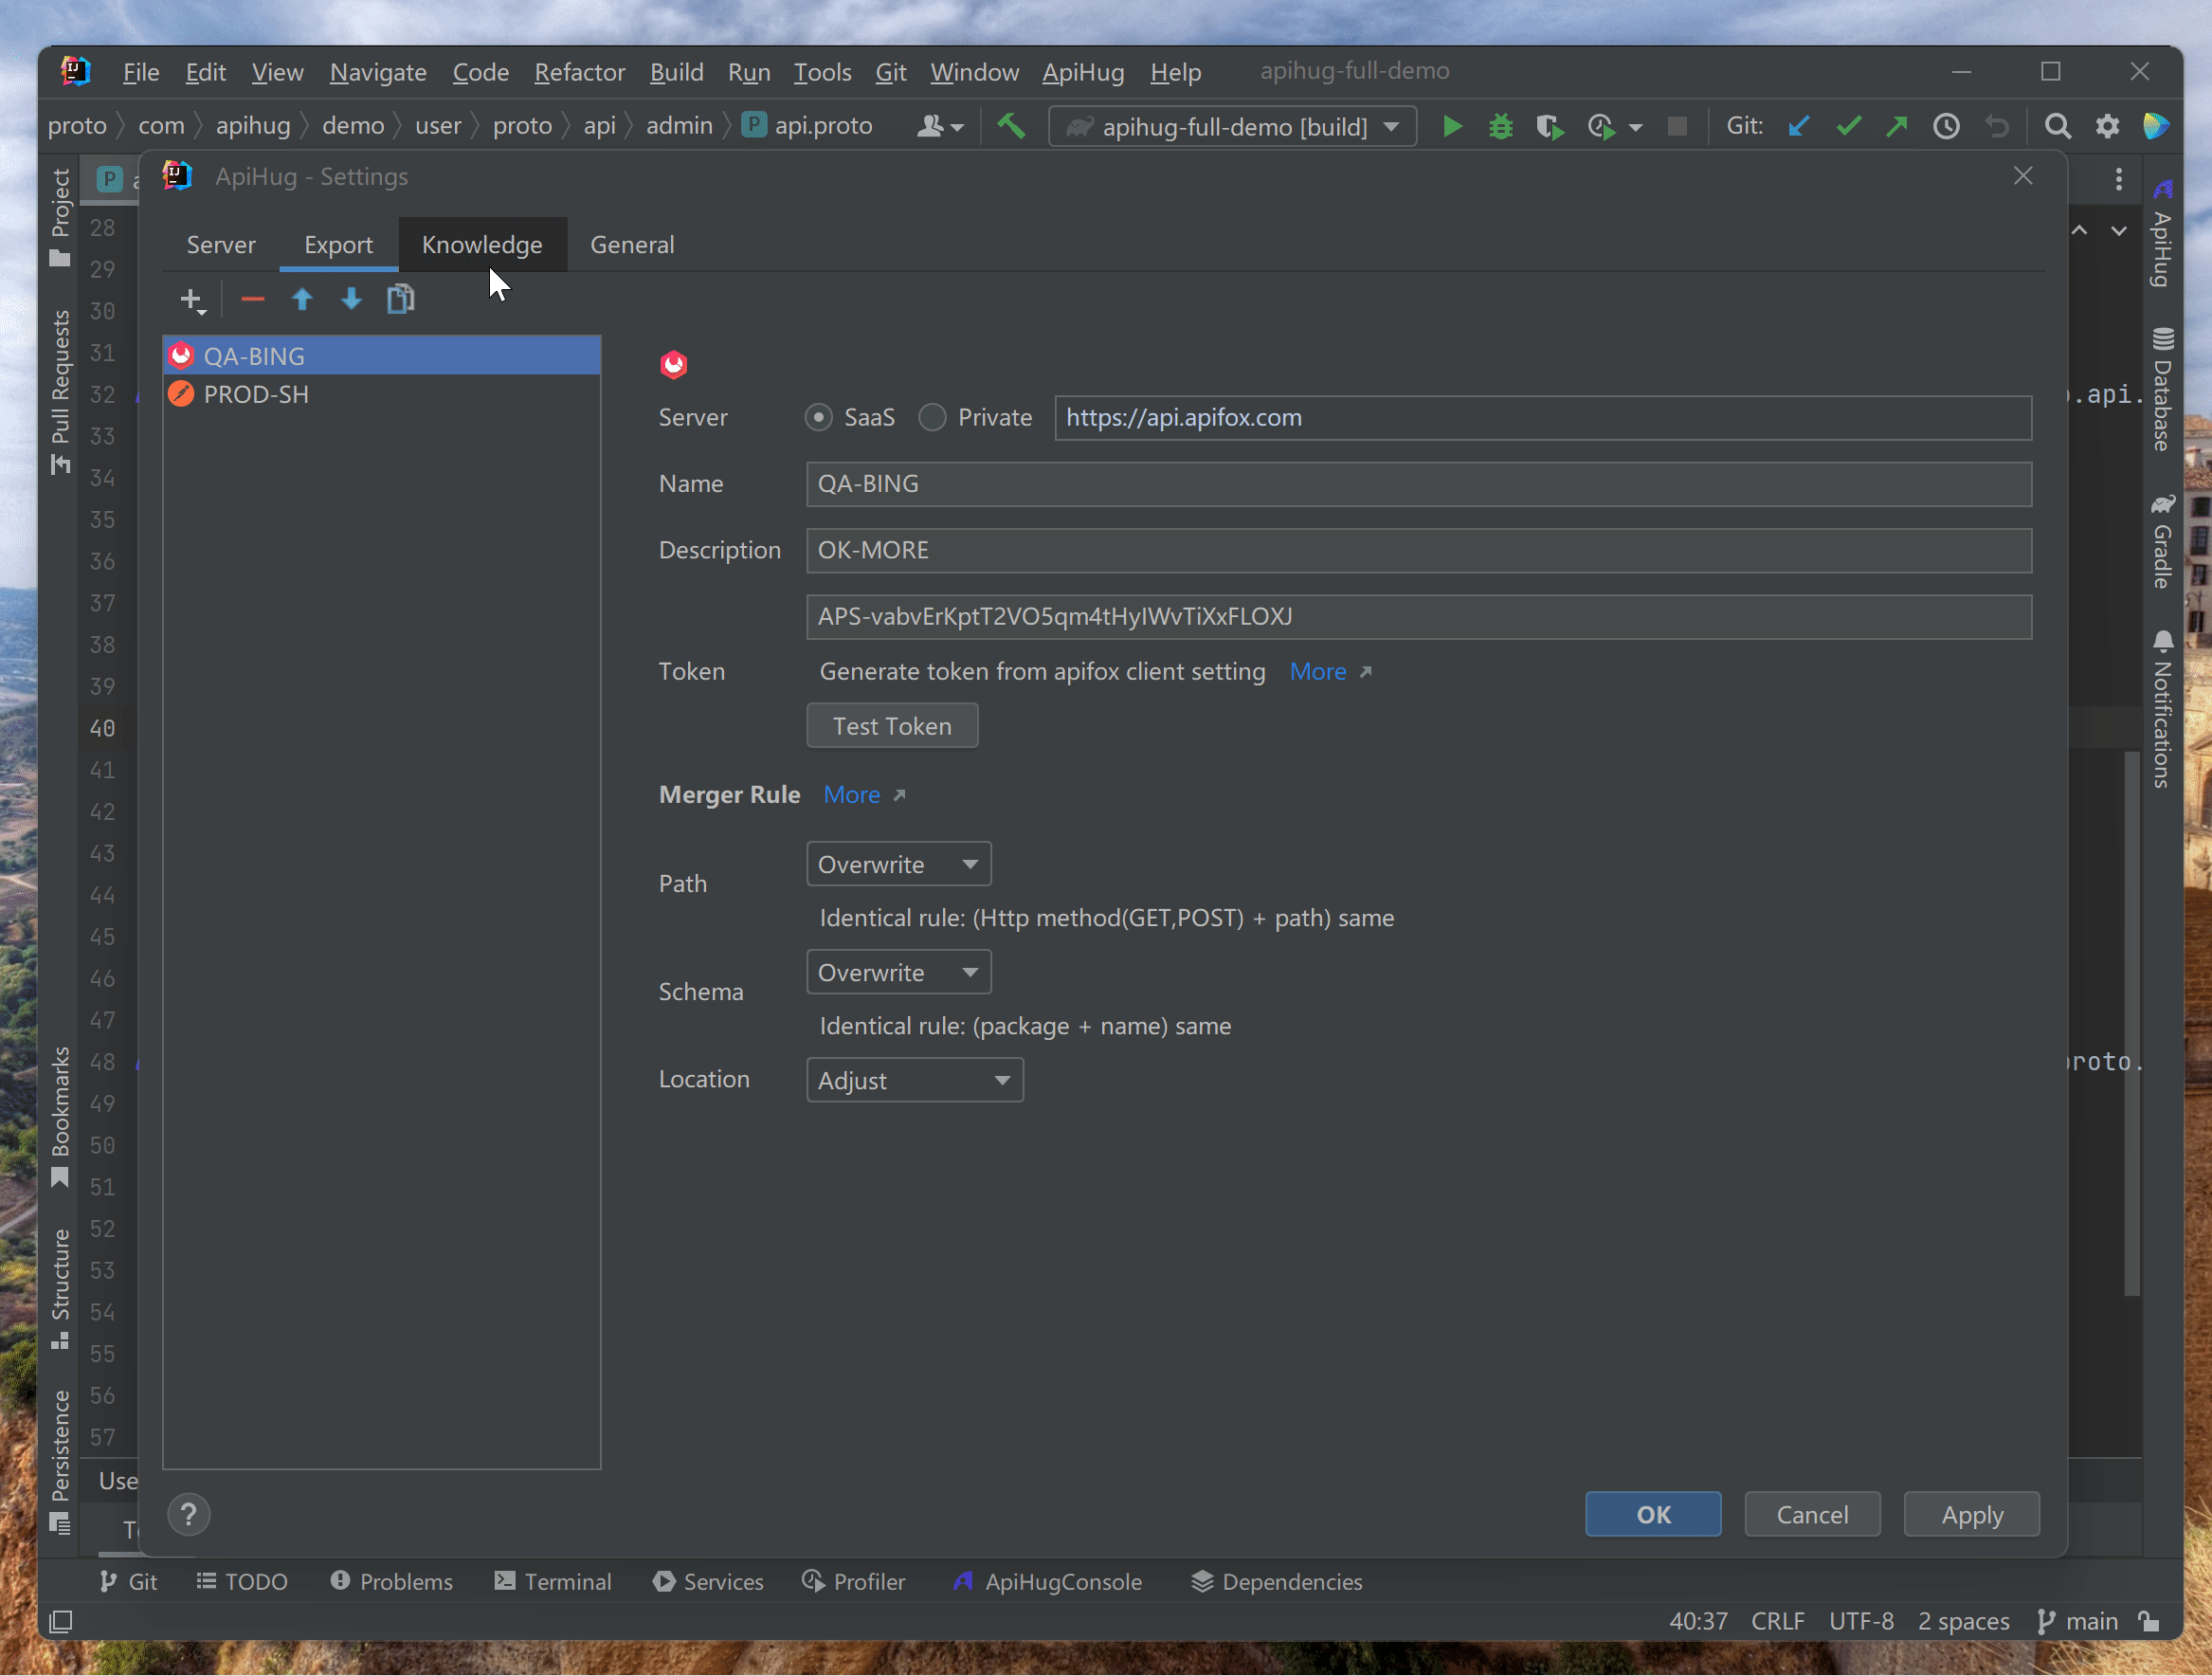 File Edit View Navigate Code Refactor Build Run Tools Git Window ApiHug Help apihug-full-demo
proto com apihug demo user proto api admin P api.proto apihug-full-demo [build] Git:
P a
ApiHug - Settings
Server Export Knowledge General
QA-BING
PROD-SH
Server SaaS Private https://api.apifox.com
Name QA-BING
Description OK-MORE
APS-vabvErKptT2VO5qm4tHyIWvTiXxFLOXJ
Token Generate token from apifox client setting More
Test Token
Merger Rule More
Path Overwrite
Identical rule: (Http method(GET,POST) + path) same
Schema Overwrite
Identical rule: (package + name) same
Location Adjust
? OK Cancel Apply
Project
Pull Requests
Bookmarks
Structure
Persistence
28
29
30
31
32
33
34
35
36
37
38
39
40
41
42
43
44
45
46
47
48
49
50
51
52
53
54
55
56
57
.api.
proto.
Use
ApiHug
Database
Gradle
Notifications
Git TODO Problems Terminal Services Profiler ApiHugConsole Dependencies
40:37 CRLF UTF-8 2 spaces main